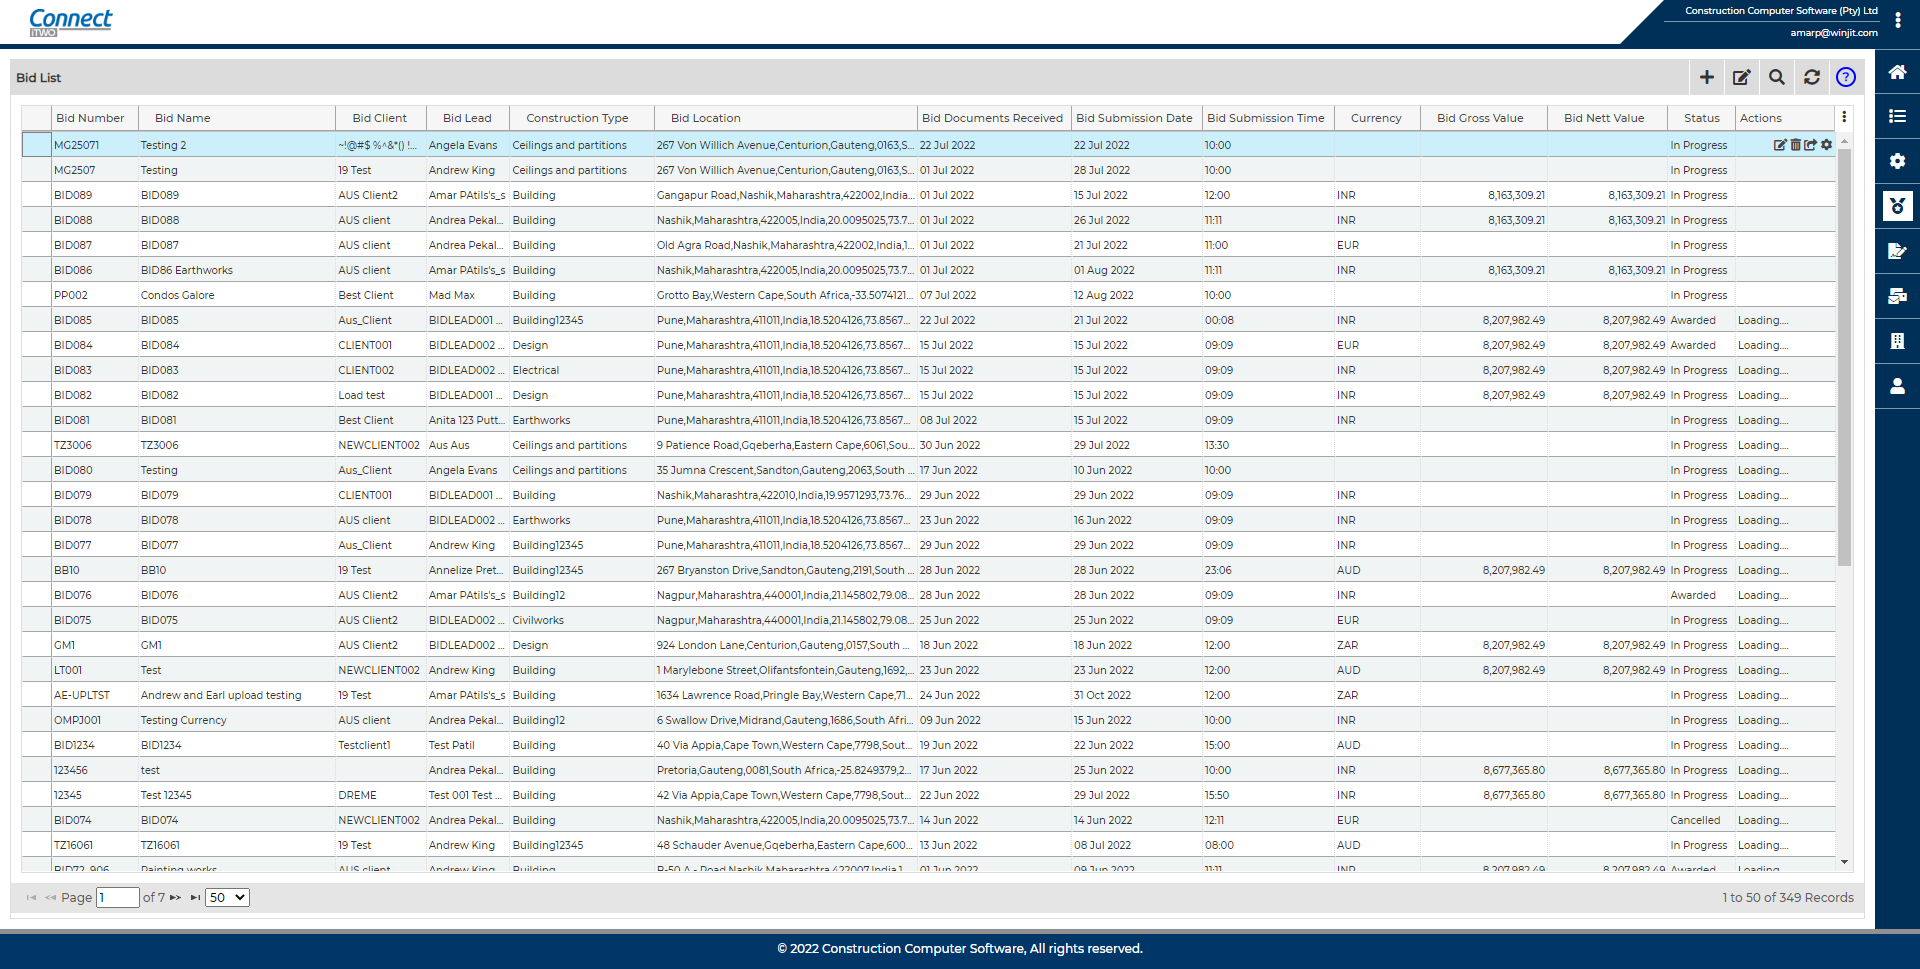 Connect
iTWO
Construction Computer Software (Pty) Ltd
amarp@winjit.com
Bid List
?
Bid Number Bid Name Bid Client Bid Lead Construction Type Bid Location Bid Documents Received Bid Submission Date Bid Submission Time Currency Bid Gross Value Bid Nett Value Status Actions
MG25071 Testing 2 ~!@#$ %^&*() !... Angela Evans Ceilings and partitions 267 Von Willich Avenue,Centurion,Gauteng,0163,S... 22 Jul 2022 22 Jul 2022 10:00 In Progress
MG2507 Testing 19 Test Andrew King Ceilings and partitions 267 Von Willich Avenue,Centurion,Gauteng,0163,S... 01 Jul 2022 28 Jul 2022 10:00 In Progress
BID089 BID089 AUS Client2 Amar PAtils's_s Building Gangapur Road,Nashik,Maharashtra,422002,India... 01 Jul 2022 15 Jul 2022 12:00 INR 8,163,309.21 8,163,309.21 In Progress
BID088 BID088 AUS client Andrea Pekal... Building Nashik,Maharashtra,422005,India,20.0095025,73.7... 01 Jul 2022 26 Jul 2022 11:11 INR 8,163,309.21 8,163,309.21 In Progress
BID087 BID087 AUS client Andrea Pekal... Building Old Agra Road,Nashik,Maharashtra,422002,India,1... 01 Jul 2022 21 Jul 2022 11:00 EUR In Progress
BID086 BID86 Earthworks AUS client Amar PAtils's_s Building Nashik,Maharashtra,422005,India,20.0095025,73.7... 01 Jul 2022 01 Aug 2022 11:11 INR 8,163,309.21 8,163,309.21 In Progress
PP002 Condos Galore Best Client Mad Max Building Grotto Bay,Western Cape,South Africa,-33.5074121... 07 Jul 2022 12 Aug 2022 10:00 In Progress
BID085 BID085 Aus_Client BIDLEAD001 ... Building12345 Pune,Maharashtra,411011,India,18.5204126,73.8567... 22 Jul 2022 21 Jul 2022 00:08 INR 8,207,982.49 8,207,982.49 Awarded Loading....
BID084 BID084 CLIENT001 BIDLEAD002 ... Design Pune,Maharashtra,411011,India,18.5204126,73.8567... 15 Jul 2022 15 Jul 2022 09:09 EUR 8,207,982.49 8,207,982.49 Awarded Loading....
BID083 BID083 CLIENT002 BIDLEAD002 ... Electrical Pune,Maharashtra,411011,India,18.5204126,73.8567... 15 Jul 2022 15 Jul 2022 09:09 INR 8,207,982.49 8,207,982.49 In Progress Loading....
BID082 BID082 Load test BIDLEAD001 ... Design Pune,Maharashtra,411011,India,18.5204126,73.8567... 15 Jul 2022 15 Jul 2022 09:09 INR 8,207,982.49 8,207,982.49 In Progress Loading....
BID081 BID081 Best Client Anita 123 Putt... Earthworks Pune,Maharashtra,411011,India,18.5204126,73.8567... 08 Jul 2022 15 Jul 2022 09:09 INR In Progress Loading....
TZ3006 TZ3006 NEWCLIENT002 Aus Aus Ceilings and partitions 9 Patience Road,Gqeberha,Eastern Cape,6061,Sou... 30 Jun 2022 29 Jul 2022 13:30 In Progress Loading....
BID080 Testing Aus_Client Angela Evans Ceilings and partitions 35 Jumna Crescent,Sandton,Gauteng,2063,South ... 17 Jun 2022 10 Jun 2022 10:00 In Progress Loading....
BID079 BID079 CLIENT001 BIDLEAD001 ... Building Nashik,Maharashtra,422010,India,19.9571293,73.76... 29 Jun 2022 29 Jun 2022 09:09 INR In Progress Loading....
BID078 BID078 AUS client BIDLEAD002 ... Earthworks Pune,Maharashtra,411011,India,18.5204126,73.8567... 23 Jun 2022 16 Jun 2022 09:09 INR In Progress Loading....
BID077 BID077 Aus_Client Andrew King Building12345 Pune,Maharashtra,411011,India,18.5204126,73.8567... 29 Jun 2022 29 Jun 2022 09:09 INR In Progress Loading....
BB10 BB10 19 Test Annelize Pret... Building12345 267 Bryanston Drive,Sandton,Gauteng,2191,South ... 28 Jun 2022 28 Jun 2022 23:06 AUD 8,207,982.49 8,207,982.49 In Progress Loading....
BID076 BID076 AUS Client2 Amar PAtils's_s Building12 Nagpur,Maharashtra,440001,India,21.145802,79.08... 28 Jun 2022 28 Jun 2022 09:09 INR Awarded Loading....
BID075 BID075 AUS Client2 BIDLEAD002 ... Civilworks Nagpur,Maharashtra,440001,India,21.145802,79.08... 25 Jun 2022 25 Jun 2022 09:09 EUR In Progress Loading....
GM1 GM1 AUS Client2 BIDLEAD002 ... Design 924 London Lane,Centurion,Gauteng,0157,South ... 18 Jun 2022 18 Jun 2022 12:00 ZAR 8,207,982.49 8,207,982.49 In Progress Loading....
LT001 Test NEWCLIENT002 Andrew King Building 1 Marylebone Street,Olifantsfontein,Gauteng,1692,... 23 Jun 2022 23 Jun 2022 12:00 AUD 8,207,982.49 8,207,982.49 In Progress Loading....
AE-UPLTST Andrew and Earl upload testing 19 Test Amar PAtils's_s Building 1634 Lawrence Road,Pringle Bay,Western Cape,71... 24 Jun 2022 31 Oct 2022 12:00 ZAR In Progress Loading....
OMPJ001 Testing Currency AUS client Andrea Pekal... Building12 6 Swallow Drive,Midrand,Gauteng,1686,South Afri... 09 Jun 2022 15 Jun 2022 10:00 INR In Progress Loading....
BID1234 BID1234 Testclient1 Test Patil Building 40 Via Appia,Cape Town,Western Cape,7798,Sout... 19 Jun 2022 22 Jun 2022 15:00 AUD In Progress Loading....
123456 test Andrea Pekal... Building Pretoria,Gauteng,0081,South Africa,-25.8249379,2... 17 Jun 2022 25 Jun 2022 10:00 INR 8,677,365.80 8,677,365.80 In Progress Loading....
12345 Test 12345 DREME Test 001 Test ... Building 42 Via Appia,Cape Town,Western Cape,7798,Sout... 22 Jun 2022 29 Jul 2022 15:50 INR 8,677,365.80 8,677,365.80 In Progress Loading....
BID074 BID074 NEWCLIENT002 Andrea Pekal... Building Nashik,Maharashtra,422005,India,20.0095025,73.7... 14 Jun 2022 14 Jun 2022 12:11 EUR Cancelled Loading....
TZ16061 TZ16061 19 Test Andrew King Building12345 48 Schauder Avenue,Gqeberha,Eastern Cape,600... 13 Jun 2022 08 Jul 2022 08:00 AUD In Progress Loading....
BID72_906 Painting works AUS client Andrew King Building B-50 A - Road Nashik Maharashtra 422007 India 1... 01 Jun 2022 09 Jun 2022 11:11 INR 8,207,982.49 8,207,982.49 Awarded Loading....
Page 1 of 7 50 1 to 50 of 349 Records
© 2022 Construction Computer Software, All rights reserved.